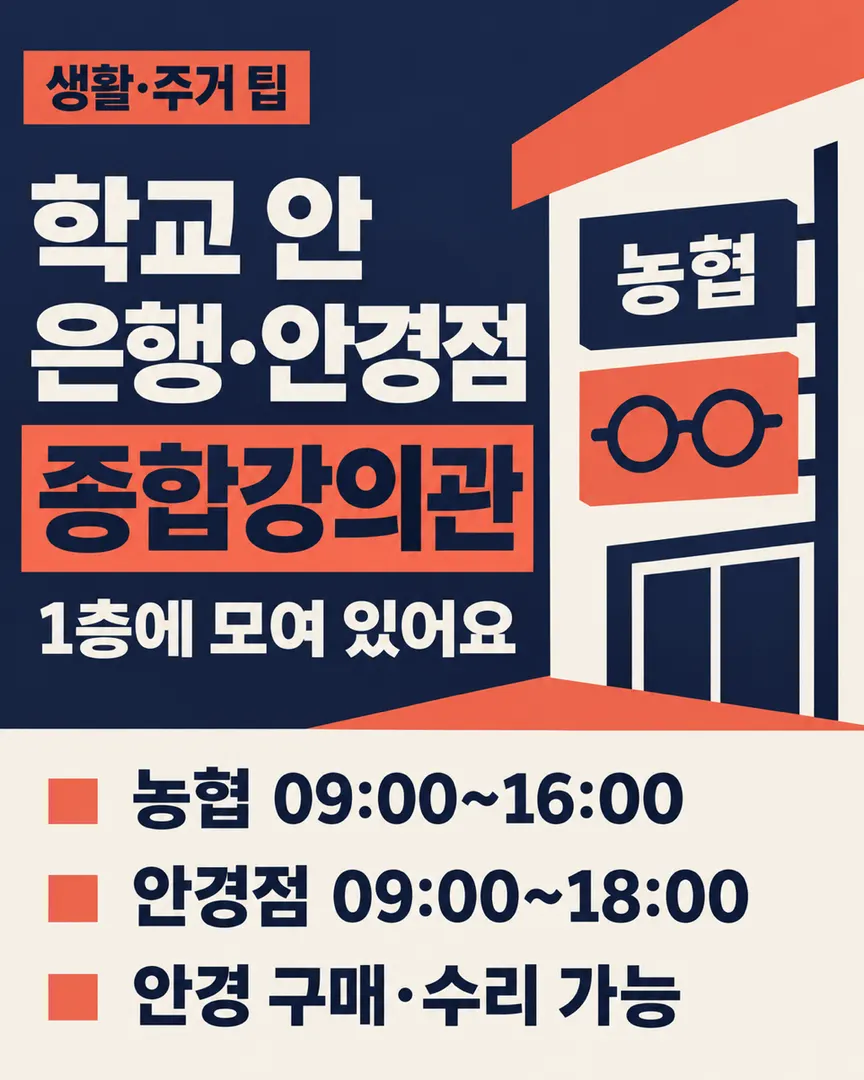 생활·주거 팁
학교 안
은행·안경점
종합강의관
1층에 모여 있어요
농협
농협 09:00~16:00
안경점 09:00~18:00
안경 구매·수리 가능